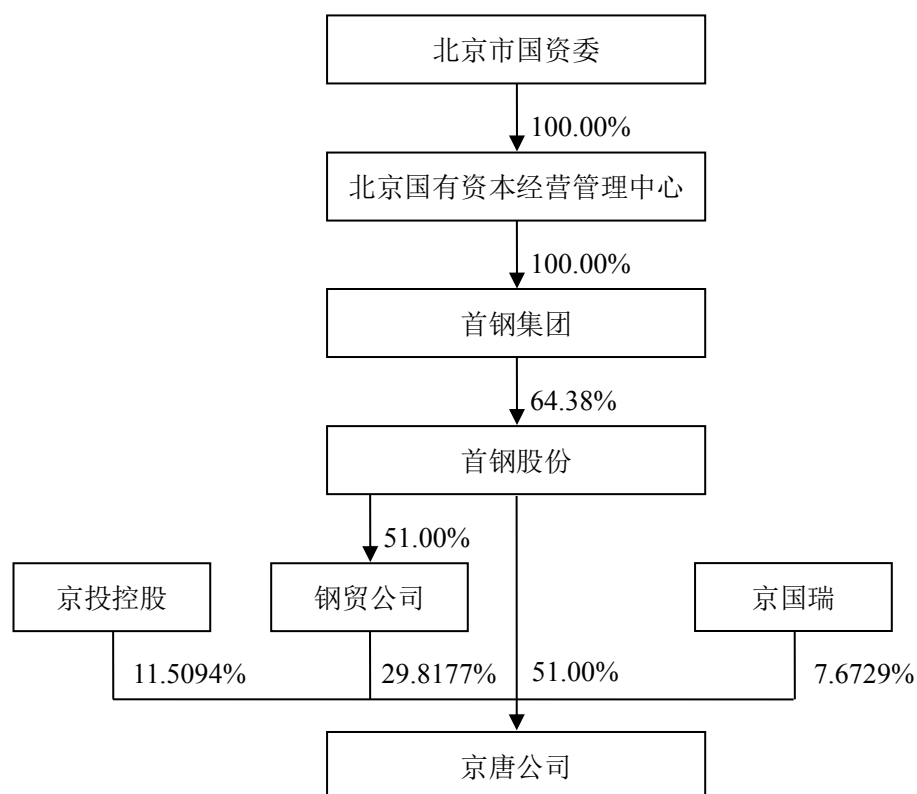 北京市国资委
100.00%
北京国有资本经营管理中心
100.00%
首钢集团
64.38%
首钢股份
51.00%
京投控股
钢贸公司
京国瑞
11.5094%
29.8177%
51.00%
7.6729%
京唐公司